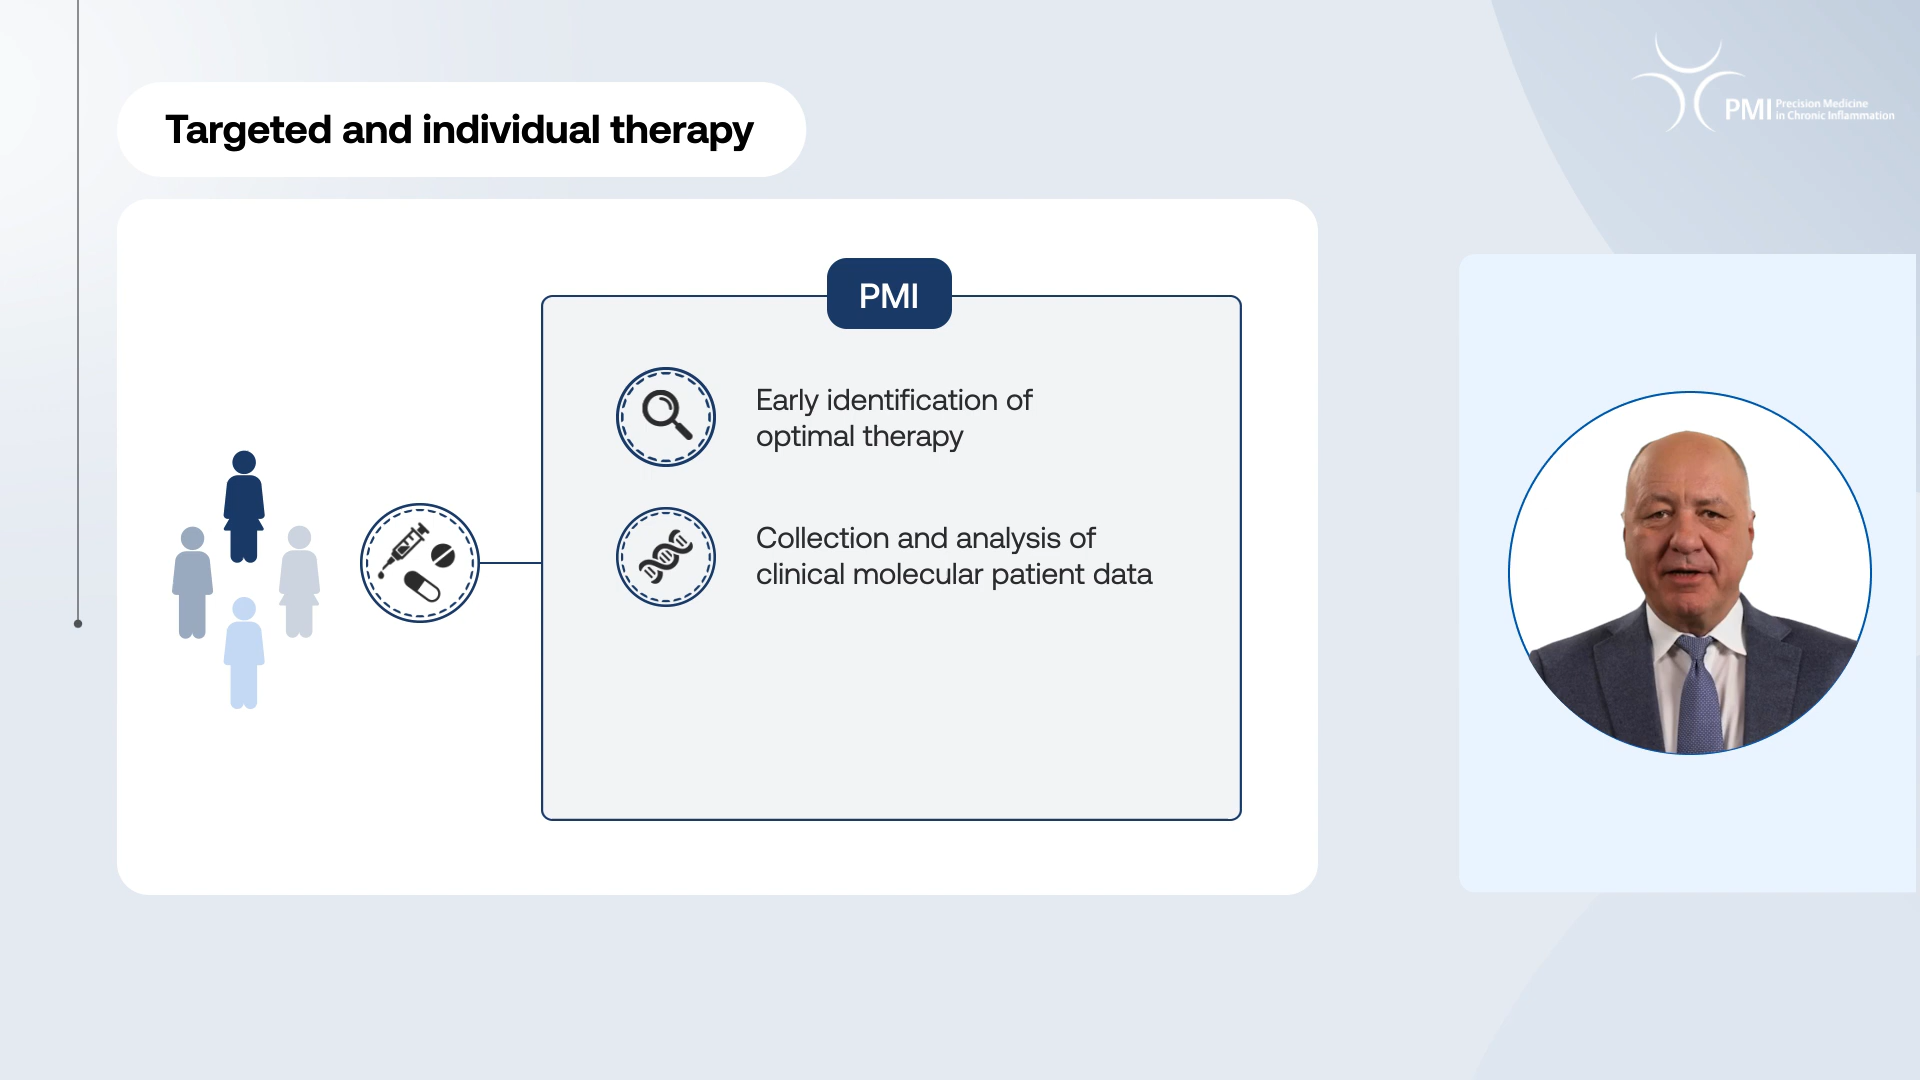 Targeted and individual therapy
PMI
Precision Medicine
in Chronic Inflammation
PMI
Early identification of
optimal therapy
Collection and analysis of
clinical molecular patient data